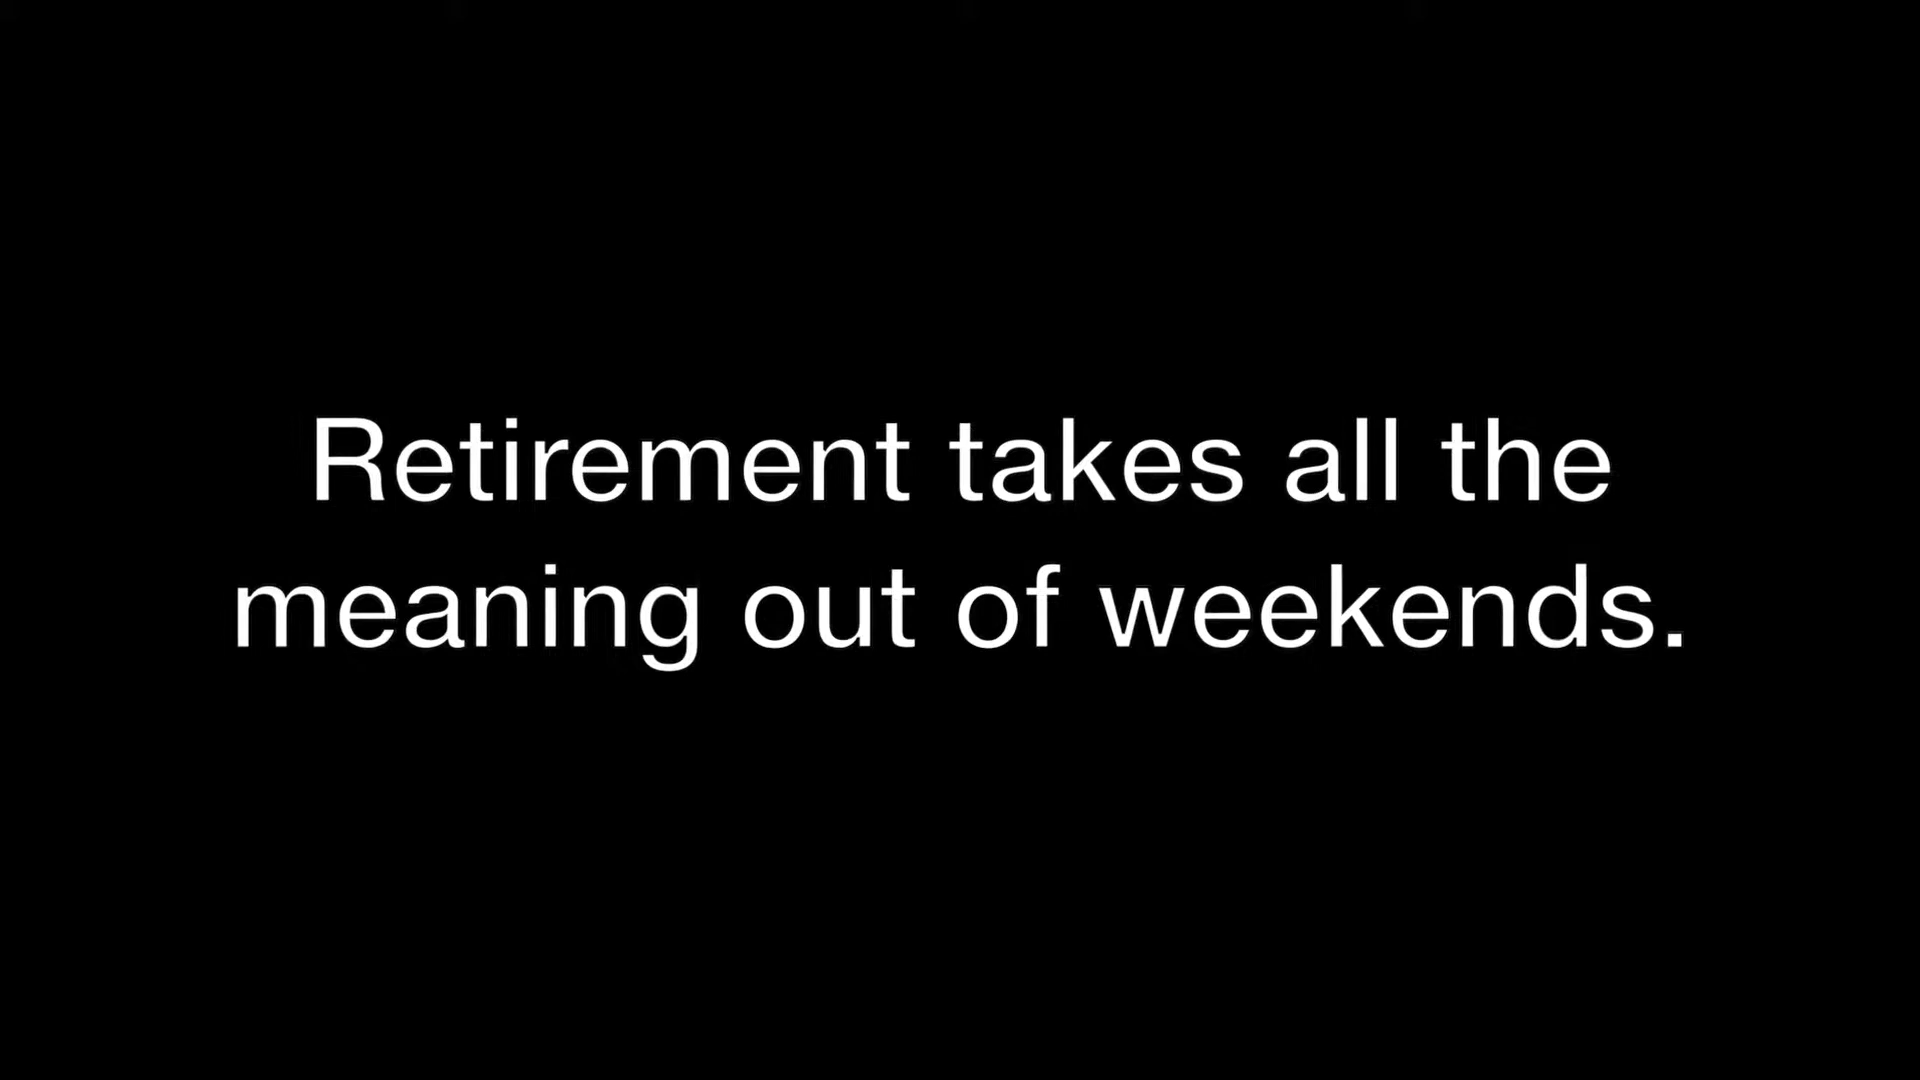 Retirement takes all the
meaning out of weekends.